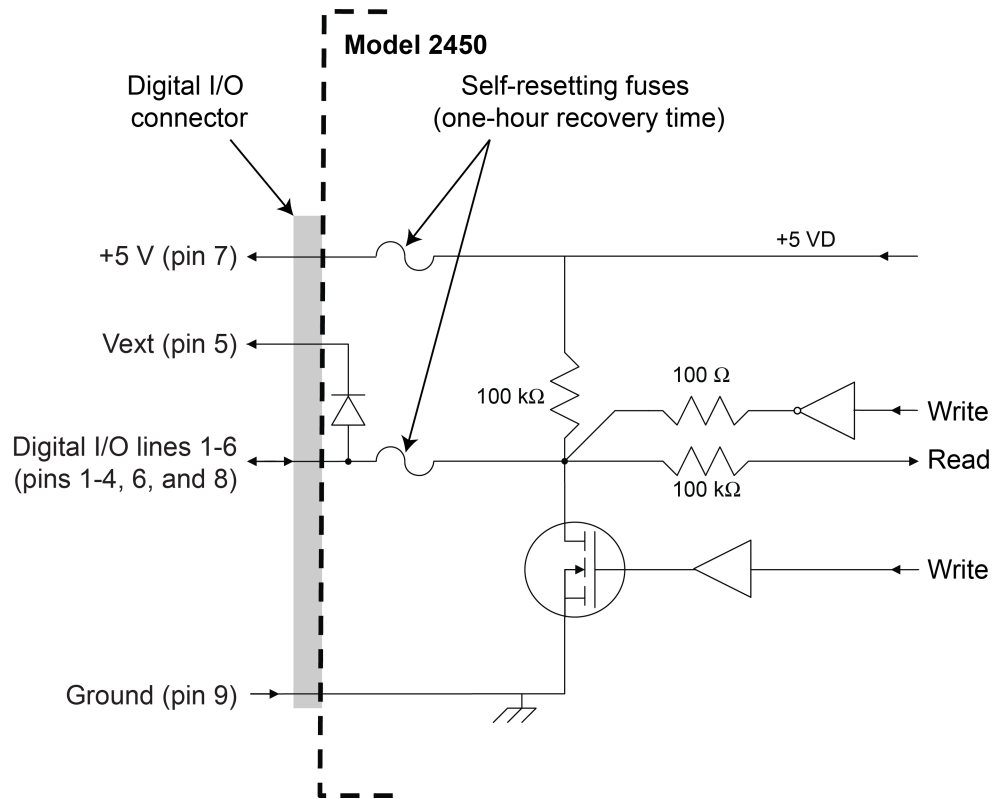 Model 2450
Digital I/O
connector
Self-resetting fuses
(one-hour recovery time)
+5 V (pin 7)
+5 VD
Vext (pin 5)
100 kΩ
100 Ω
Write
Digital I/O lines 1-6
(pins 1-4, 6, and 8)
Read
100 kΩ
Write
Ground (pin 9)